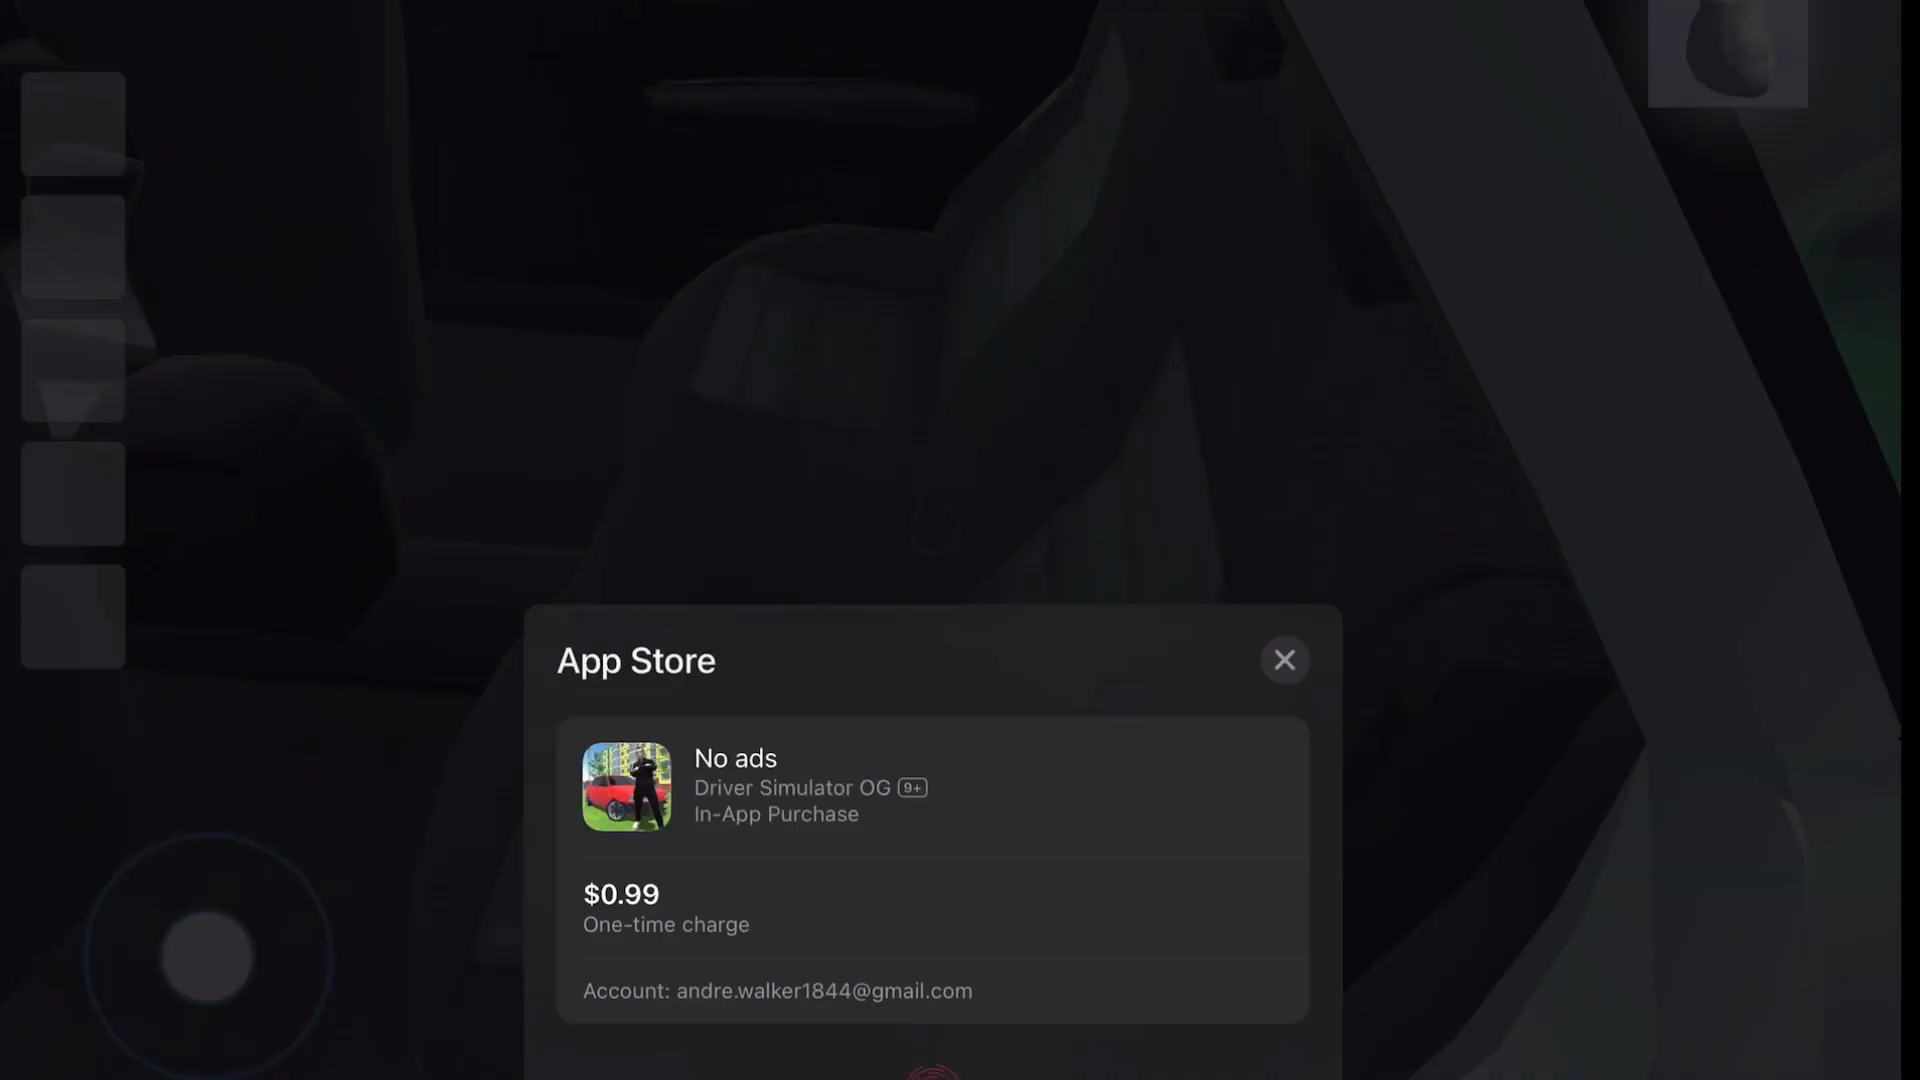 App Store
No ads
Driver Simulator OG 9+
In-App Purchase
$0.99
One-time charge
Account: andre.walker1844@gmail.com